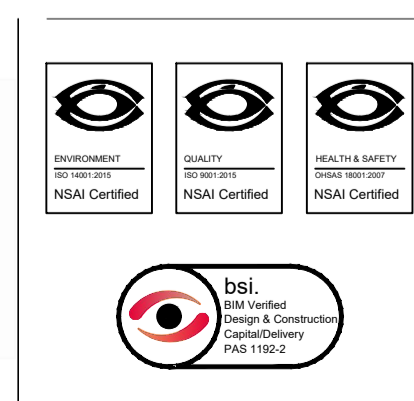 ENVIRONMENT
ISO 14001:2015
NSAI Certified
QUALITY
ISO 9001:2015
NSAI Certified
HEALTH & SAFETY
OHSAS 18001:2007
NSAI Certified
bsi.
BIM Verified
Design & Construction
Capital/Delivery
PAS 1192-2